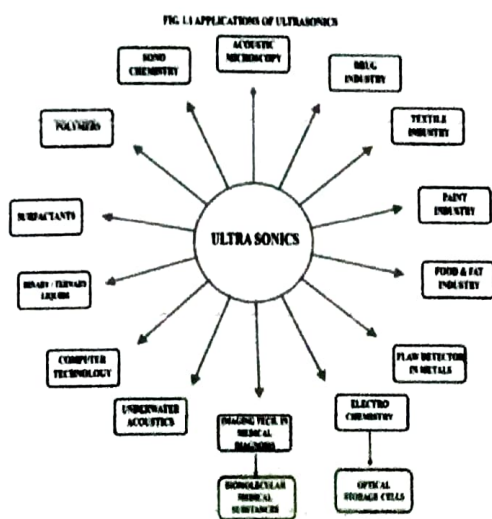 FIG. 1.1 APPLICATIONS OF ULTRASONICS
ACOUSTIC
MICROSCOPY
SONO
CHEMISTRY
DRUG
INDUSTRY
POLYMERS
TEXTILE
INDUSTRY
SURFACTANTS
PAINT
INDUSTRY
ULTRA SONICS
BINARY / TERNARY
LIQUIDS
FOOD & FAT
INDUSTRY
COMPUTER
TECHNOLOGY
FLAW DETECTOR
IN METALS
UNDERWATER
ACOUSTICS
IMAGING TECH. IN
MEDICAL
DIAGNOSIS
ELECTRO
CHEMISTRY
BIOMOLECULAR
MEDICAL
SUBSTANCES
OPTICAL
STORAGE CELLS